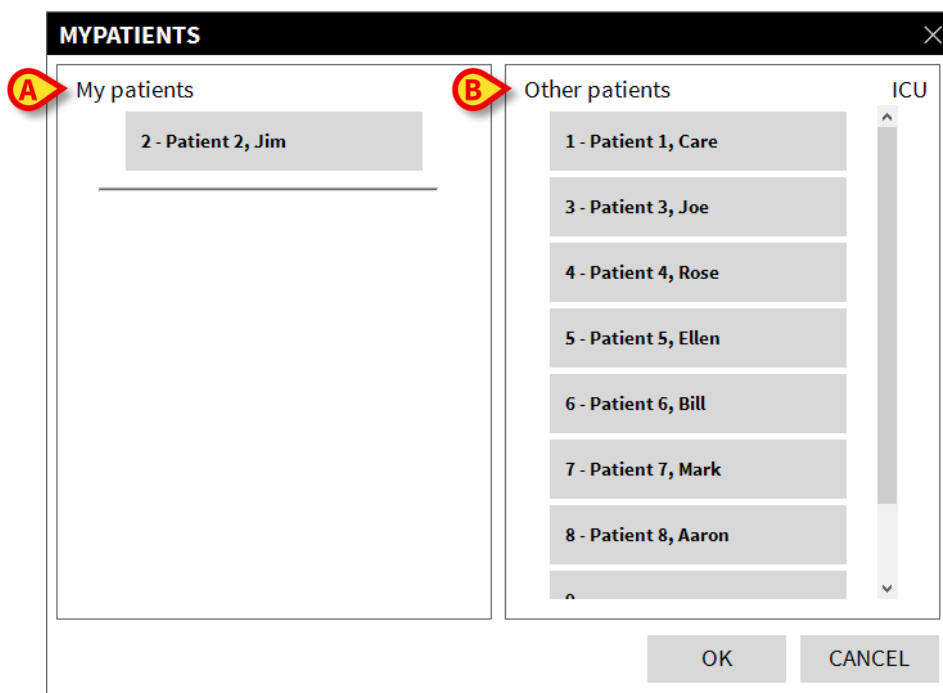 MYPATIENTS
A
My patients
2 - Patient 2, Jim
B
Other patients
ICU
1 - Patient 1, Care
3 - Patient 3, Joe
4 - Patient 4, Rose
5 - Patient 5, Ellen
6 - Patient 6, Bill
7 - Patient 7, Mark
8 - Patient 8, Aaron
OK
CANCEL